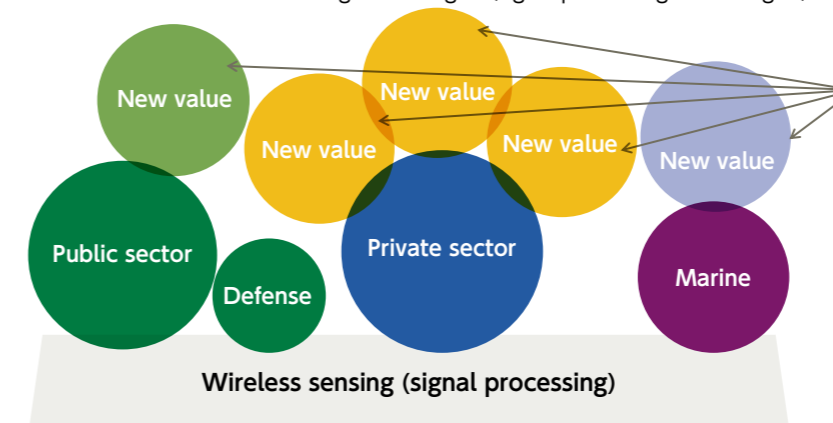 New value
New value
New value
New value
New value
Public sector
Private sector
Marine
Defense
Wireless sensing (signal processing)